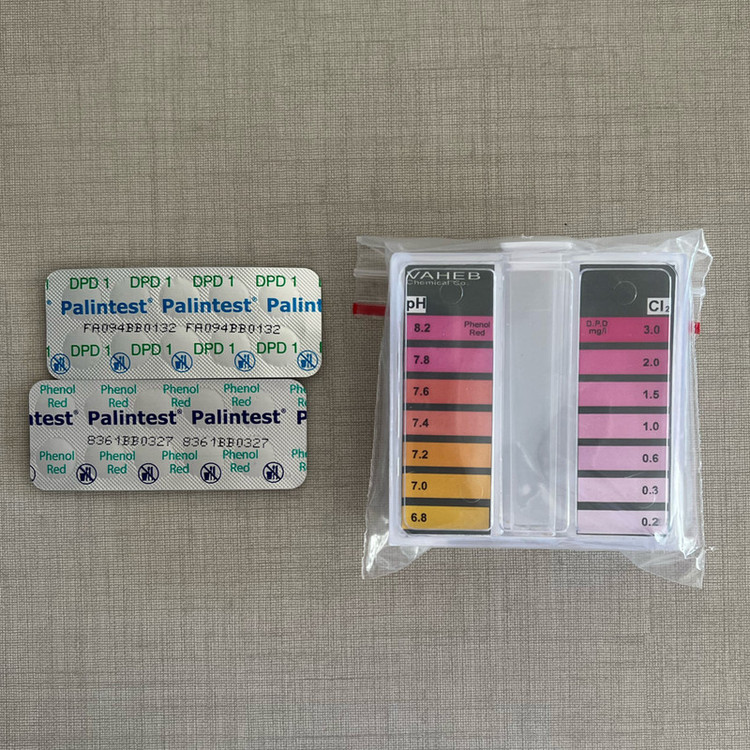 DPD 1 DPD 1 DPD 1 DPD 1
Palintest® Palintest® Palint
FA094BB0132 FA094BB0132
DPD 1 DPD 1 DPD 1 DPD 1
Phenol Red Phenol Red Phenol Red Phenol Red Phenol Red
ntest® Palintest® Palintest® P
8361BB0327 8361BB0327
Phenol Red Phenol Red Phenol Red Phenol Red
VAHEB
Chemical Co.
pH
8.2 Phenol Red
7.8
7.6
7.4
7.2
7.0
6.8
Cl2
D.P.D mg/l 3.0
2.0
1.5
1.0
0.6
0.3
0.2